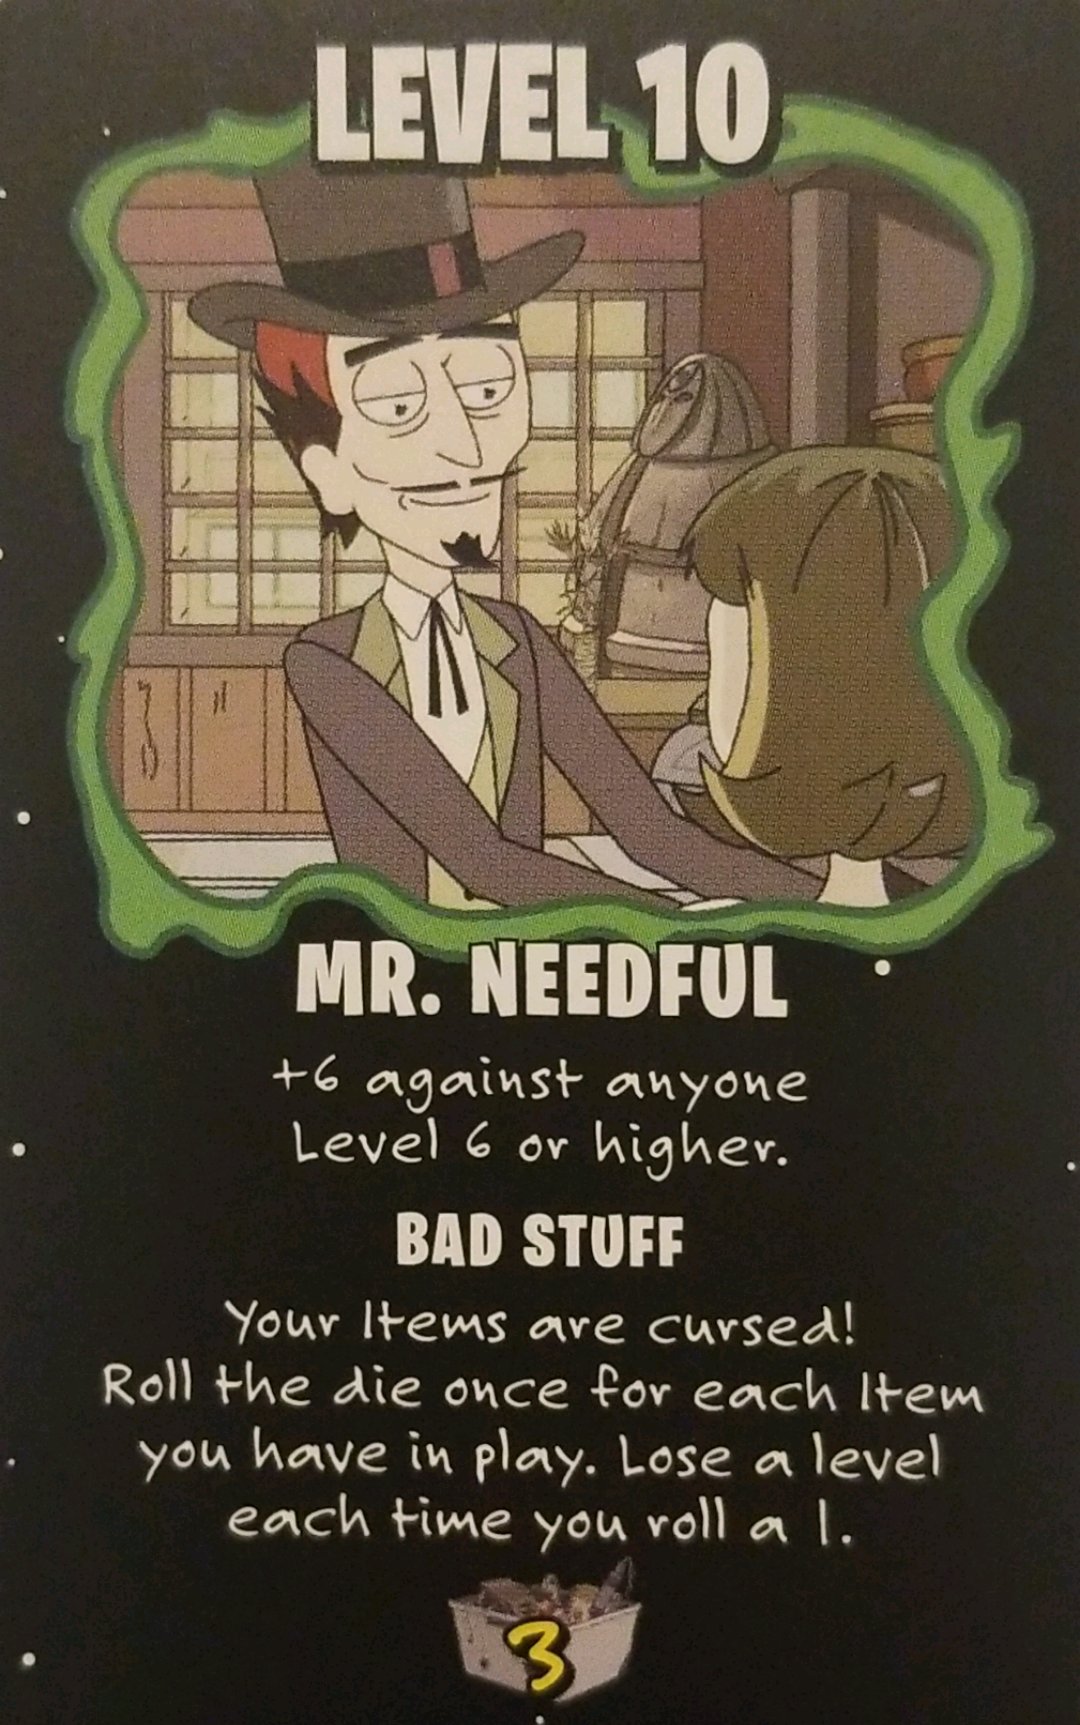 LEVEL 10
MR. NEEDFUL
+6 against anyone
Level 6 or higher.
BAD STUFF
Your Items are cursed!
Roll the die once for each Item
you have in play. Lose a level
each time you roll a 1.
3